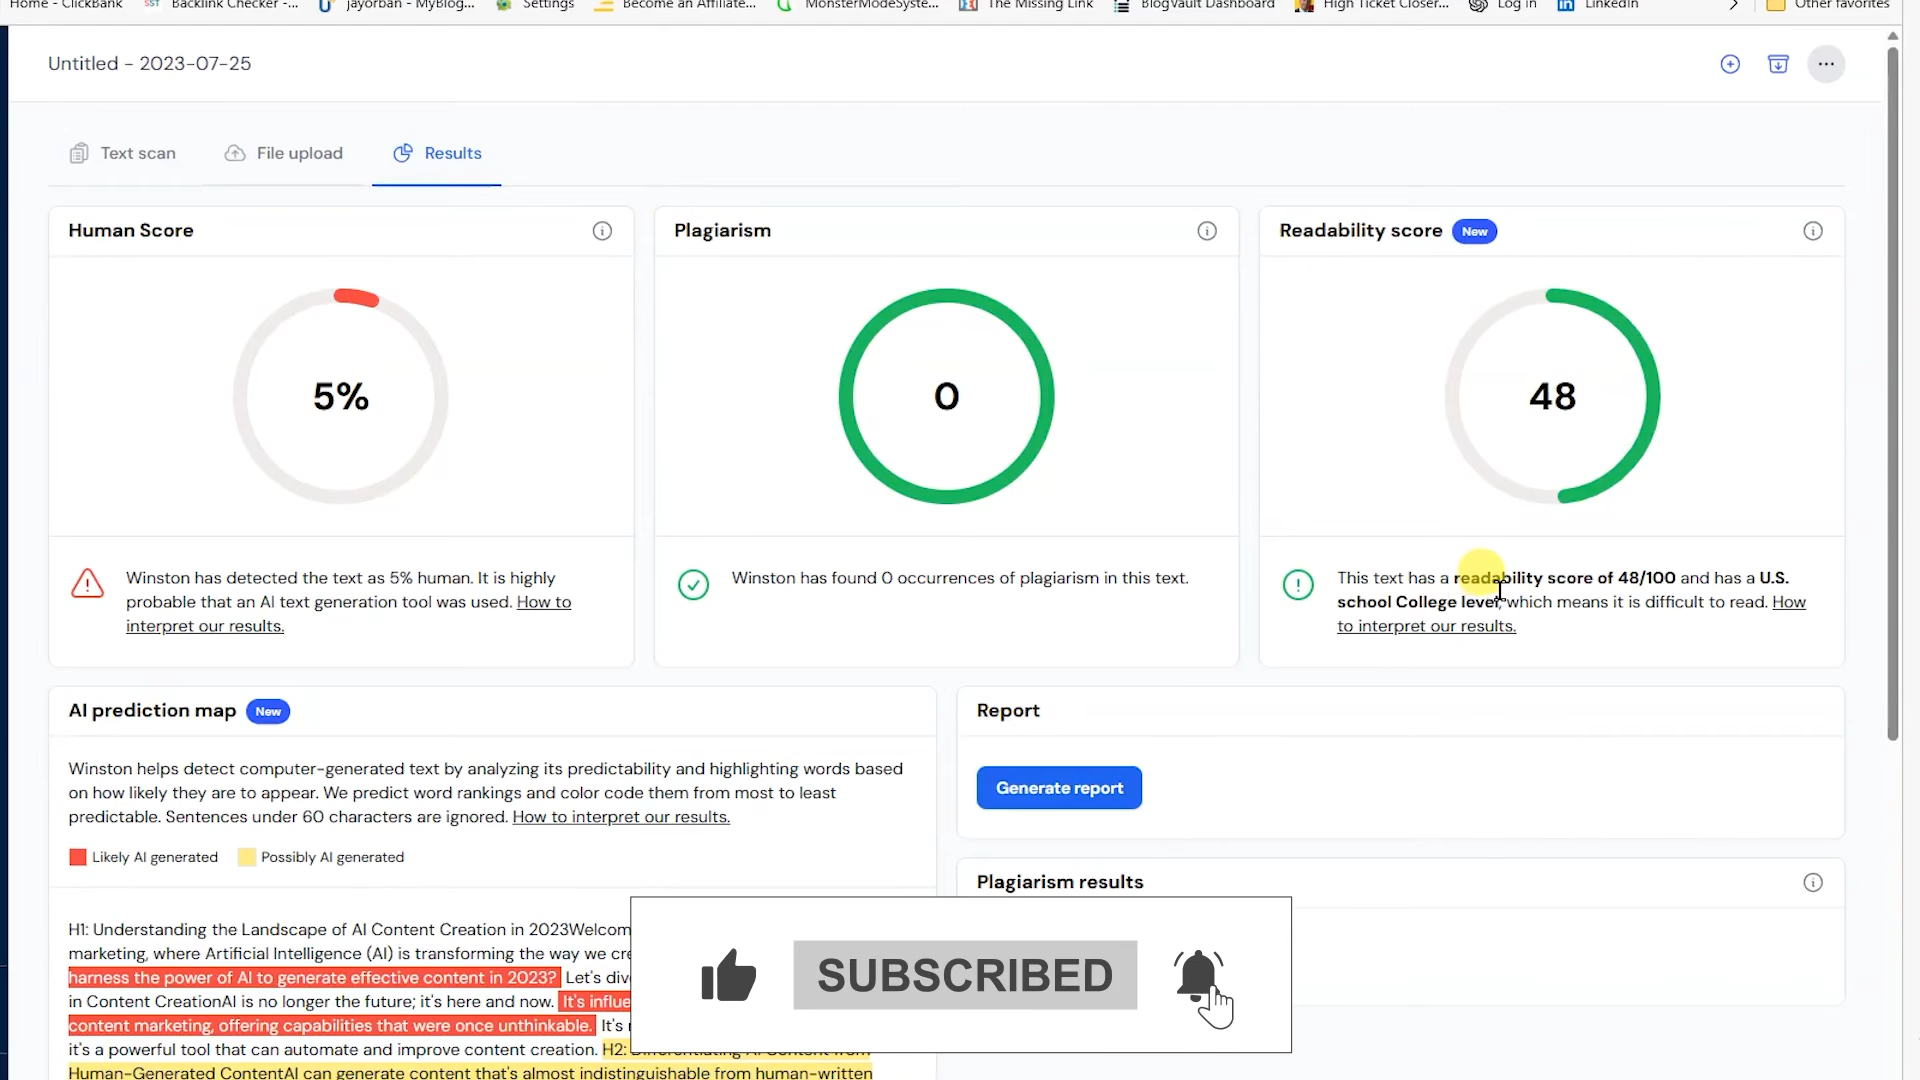 Home - ClickBank SST Backlink Checker -... jayorban - MyBlog... Settings Become an Affiliate... MonsterModeSyste... The Missing Link BlogVault Dashboard High Ticket Closer... Log in LinkedIn Other favorites
Untitled - 2023-07-25
Text scan File upload Results
Human Score
5%
Winston has detected the text as 5% human. It is highly
probable that an AI text generation tool was used. How to
interpret our results.
Plagiarism
0
Winston has found 0 occurrences of plagiarism in this text.
Readability score New
48
This text has a readability score of 48/100 and has a U.S.
school College level, which means it is difficult to read. How
to interpret our results.
AI prediction map New
Winston helps detect computer-generated text by analyzing its predictability and highlighting words based
on how likely they are to appear. We predict word rankings and color code them from most to least
predictable. Sentences under 60 characters are ignored. How to interpret our results.
Likely AI generated Possibly AI generated
H1: Understanding the Landscape of AI Content Creation in 2023Welcom
marketing, where Artificial Intelligence (AI) is transforming the way we cre
harness the power of AI to generate effective content in 2023? Let's div
in Content CreationAI is no longer the future; it's here and now. It's influe
content marketing, offering capabilities that were once unthinkable. It's
it's a powerful tool that can automate and improve content creation. H2: Differentiating AI Content from
Human-Generated ContentAI can generate content that's almost indistinguishable from human-written
Report
Generate report
Plagiarism results
SUBSCRIBED